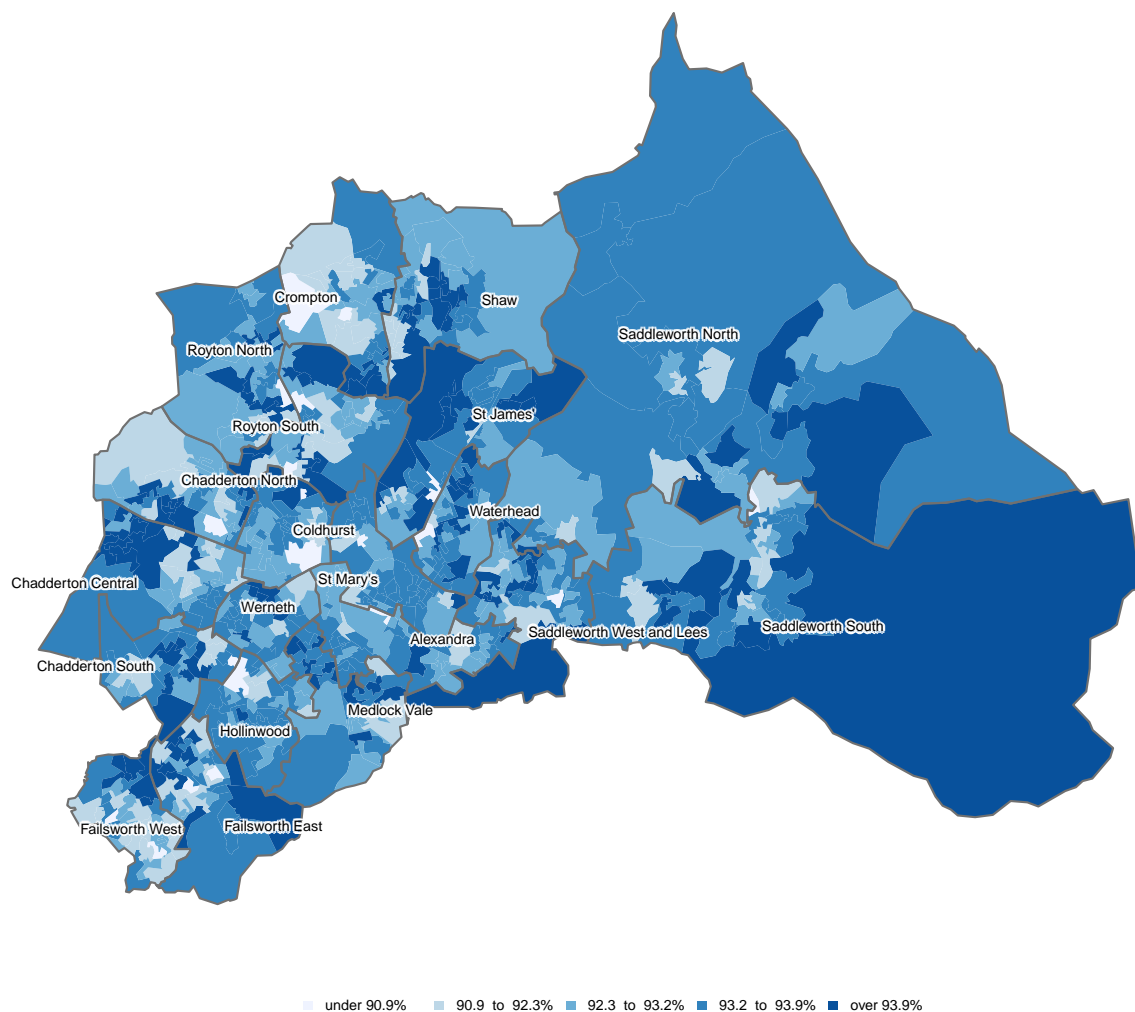 Crompton
Shaw
Saddleworth North
Royton North
St James'
Royton South
Chadderton North
Waterhead
Coldhurst
Chadderton Central
St Mary's
Werneth
Saddleworth South
Saddleworth West and Lees
Alexandra
Chadderton South
Medlock Vale
Hollinwood
Failsworth East
Failsworth West
under 90.9% 90.9 to 92.3% 92.3 to 93.2% 93.2 to 93.9% over 93.9%